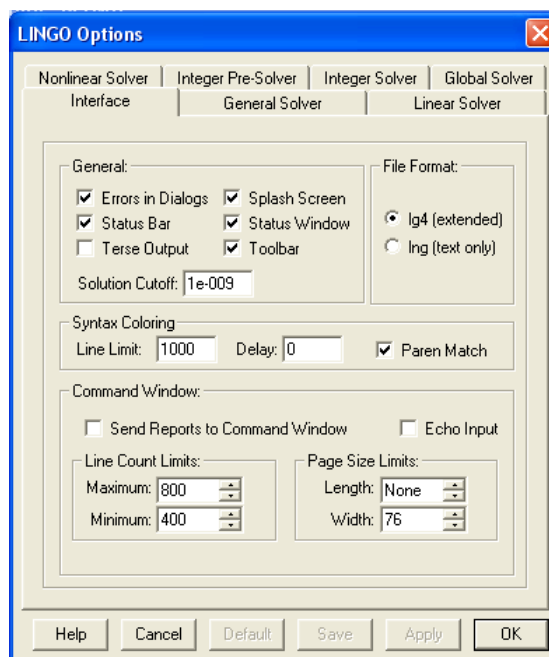 LINGO Options
Nonlinear Solver Integer Pre-Solver Integer Solver Global Solver
Interface General Solver Linear Solver
General:
Errors in Dialogs Splash Screen
Status Bar Status Window
Terse Output Toolbar
Solution Cutoff: 1e-009
File Format:
lg4 (extended)
lng (text only)
Syntax Coloring
Line Limit: 1000 Delay: 0 Paren Match
Command Window:
Send Reports to Command Window Echo Input
Line Count Limits:
Maximum: 800
Minimum: 400
Page Size Limits:
Length: None
Width: 76
Help Cancel Default Save Apply OK